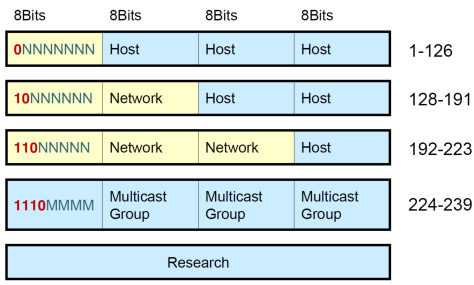 8Bits 8Bits 8Bits 8Bits
0NNNNNNN Host Host Host 1-126
10NNNNNN Network Host Host 128-191
110NNNNN Network Network Host 192-223
1110MMMM Multicast Group Multicast Group Multicast Group 224-239
Research